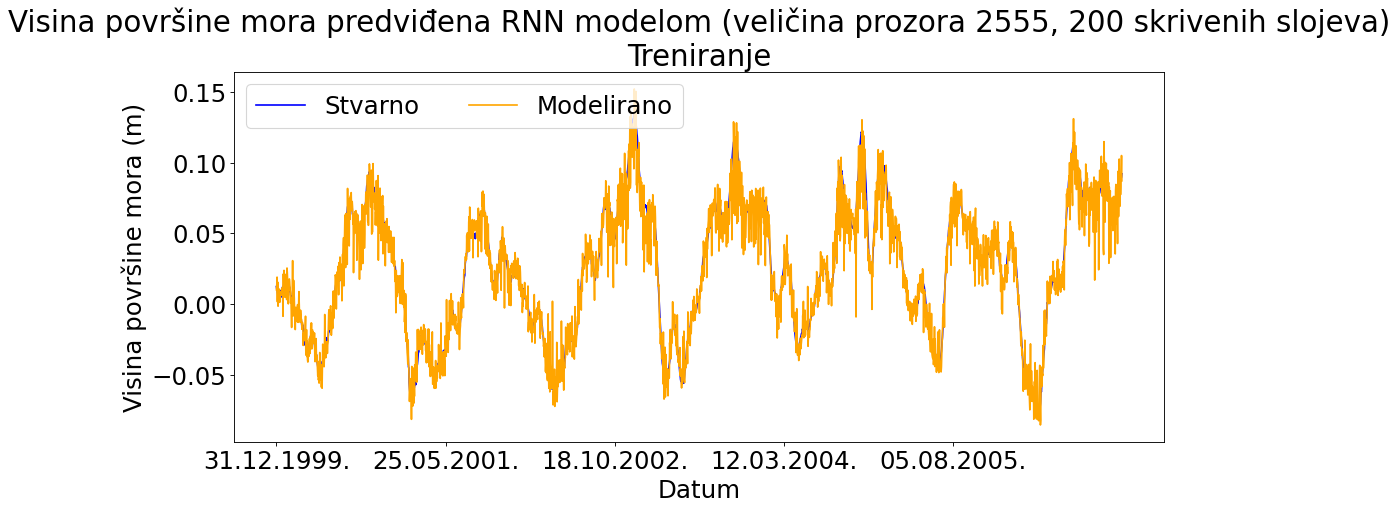 Visina površine mora predviđena RNN modelom (veličina prozora 2555, 200 skrivenih slojeva)
Treniranje
Stvarno Modelirano
Visina površine mora (m)
0.15
0.10
0.05
0.00
−0.05
31.12.1999. 25.05.2001. 18.10.2002. 12.03.2004. 05.08.2005.
Datum